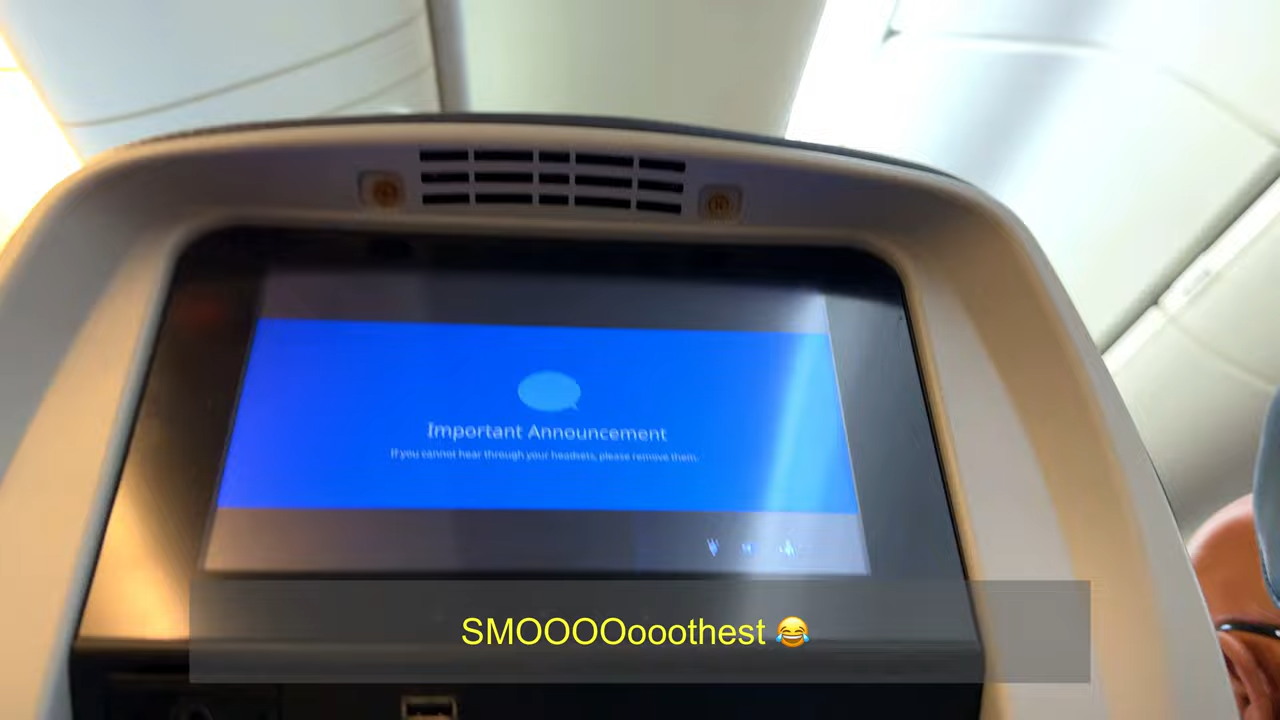 Important Announcement
If you cannot hear through your headsets, please remove them.
SMOOOOooothest 😂